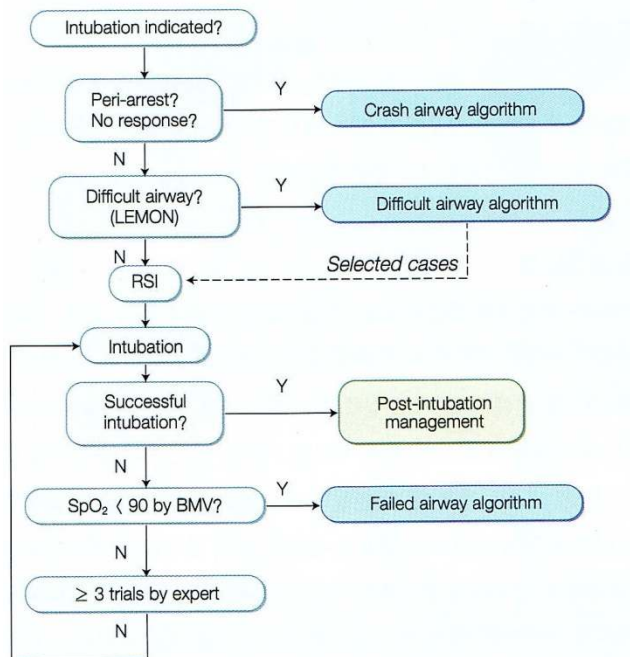 Intubation indicated?
Peri-arrest?
No response?
Y
Crash airway algorithm
N
Difficult airway?
(LEMON)
Y
Difficult airway algorithm
N
Selected cases
RSI
Intubation
Successful
intubation?
Y
Post-intubation
management
N
SpO₂ < 90 by BMV?
Y
Failed airway algorithm
N
≥ 3 trials by expert
N